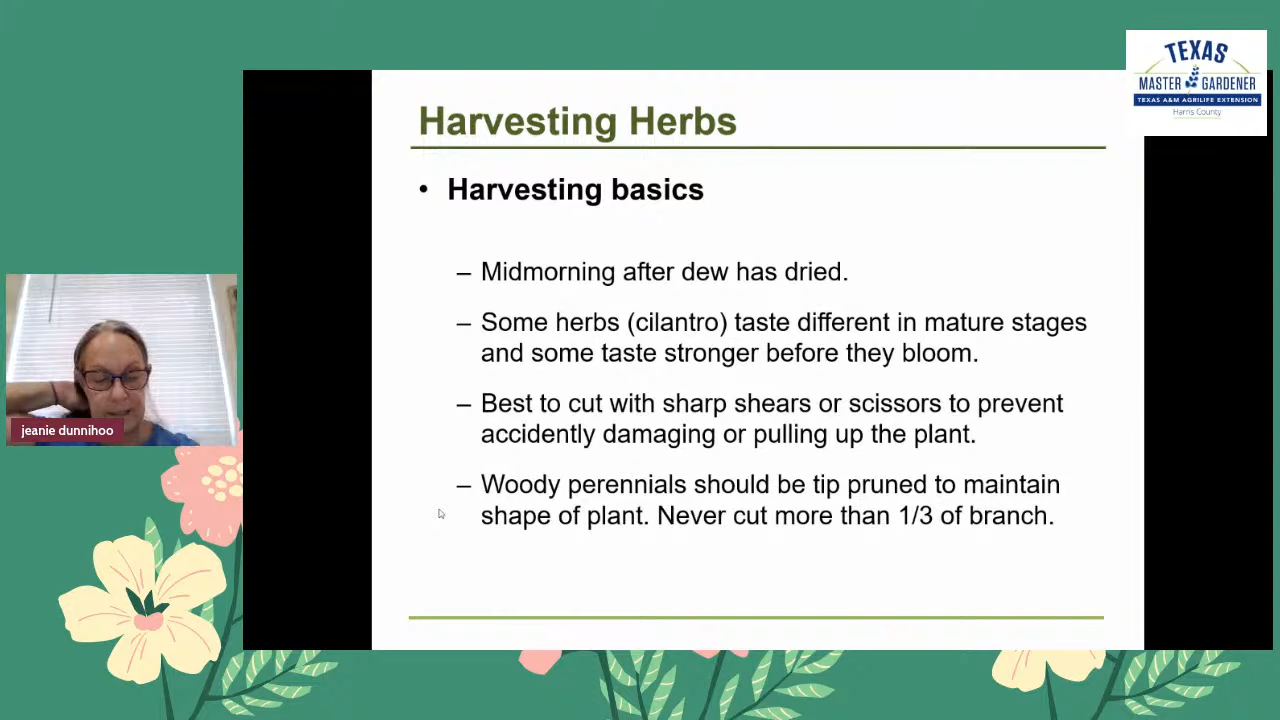 TEXAS
MASTER GARDENER
TEXAS A&M AGRILIFE EXTENSION
Harris County
Harvesting Herbs
• Harvesting basics
– Midmorning after dew has dried.
– Some herbs (cilantro) taste different in mature stages
and some taste stronger before they bloom.
– Best to cut with sharp shears or scissors to prevent
accidently damaging or pulling up the plant.
– Woody perennials should be tip pruned to maintain
shape of plant. Never cut more than 1/3 of branch.
jeanie dunnihoo